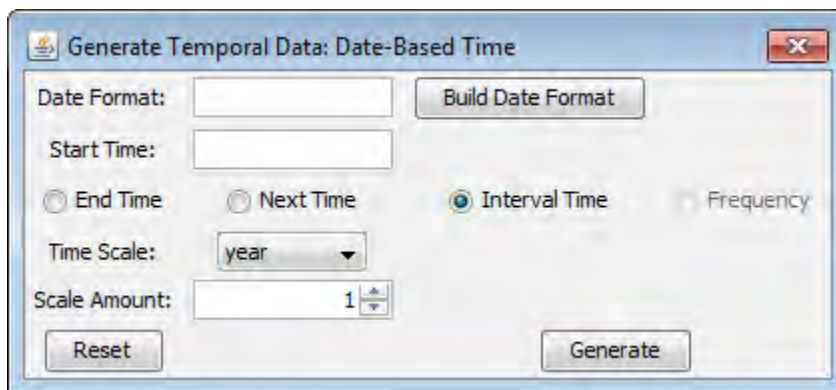 Generate Temporal Data: Date-Based Time
Date Format: Build Date Format
Start Time:
End Time Next Time Interval Time Frequency
Time Scale: year
Scale Amount: 1
Reset Generate